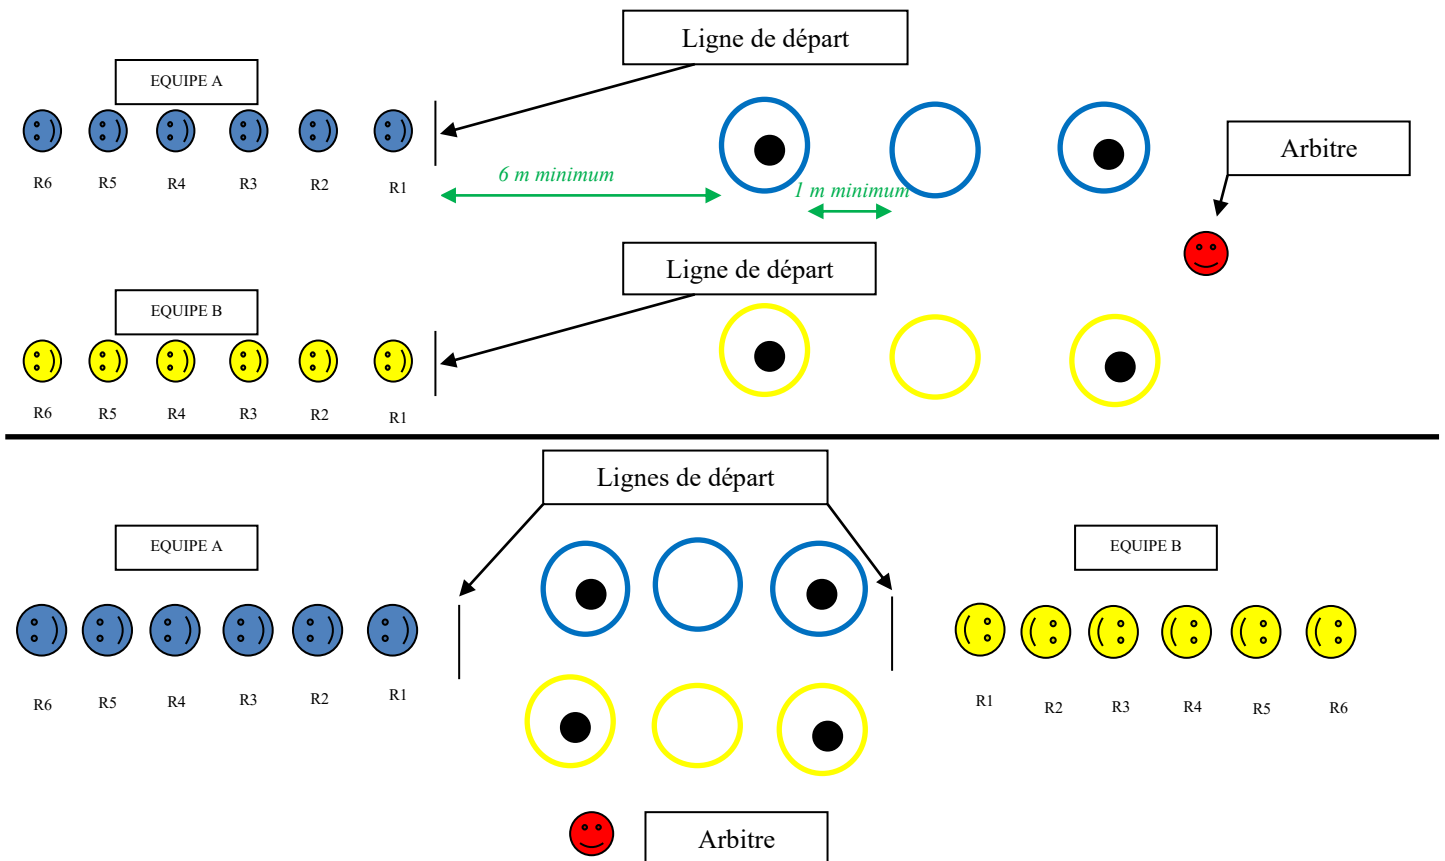 Ligne de départ
EQUIPE A
Arbitre
R6 R5 R4 R3 R2 R1
6 m minimum
1 m minimum
Ligne de départ
EQUIPE B
R6 R5 R4 R3 R2 R1
Lignes de départ
EQUIPE A
EQUIPE B
R6 R5 R4 R3 R2 R1
R1 R2 R3 R4 R5 R6
Arbitre